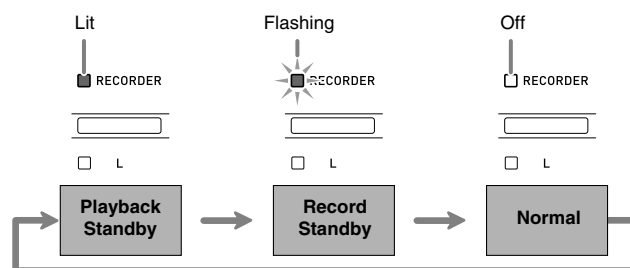 Lit
Flashing
Off
RECORDER
RECORDER
RECORDER
L
L
L
Playback
Standby
Record
Standby
Normal